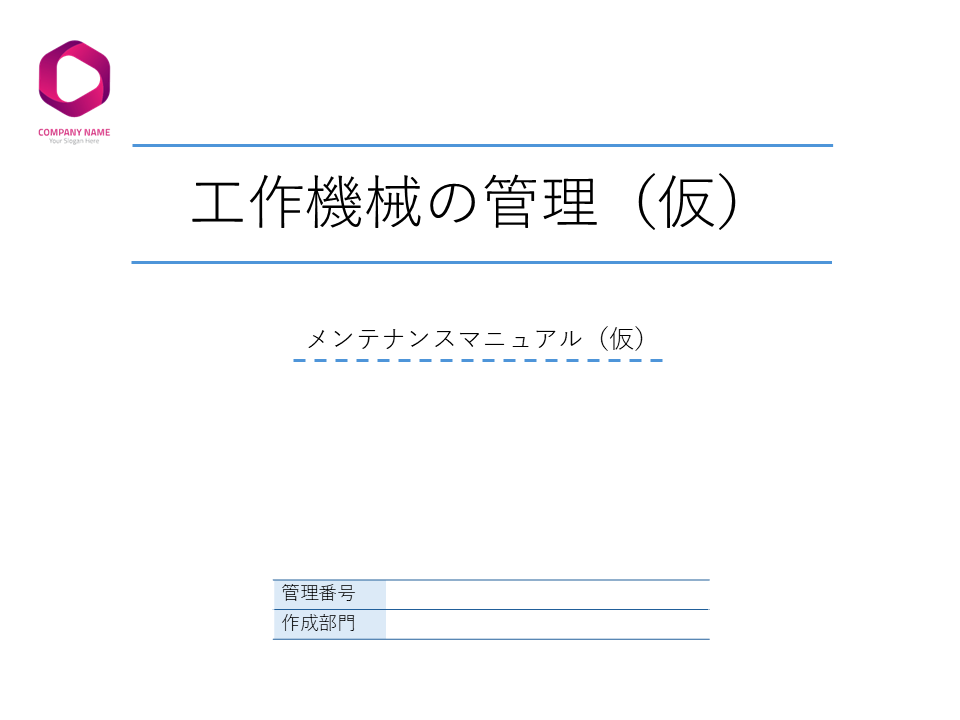 COMPANY NAME
Your Slogan Here
工作機械の管理（仮）
メンテナンスマニュアル（仮）
管理番号
作成部門